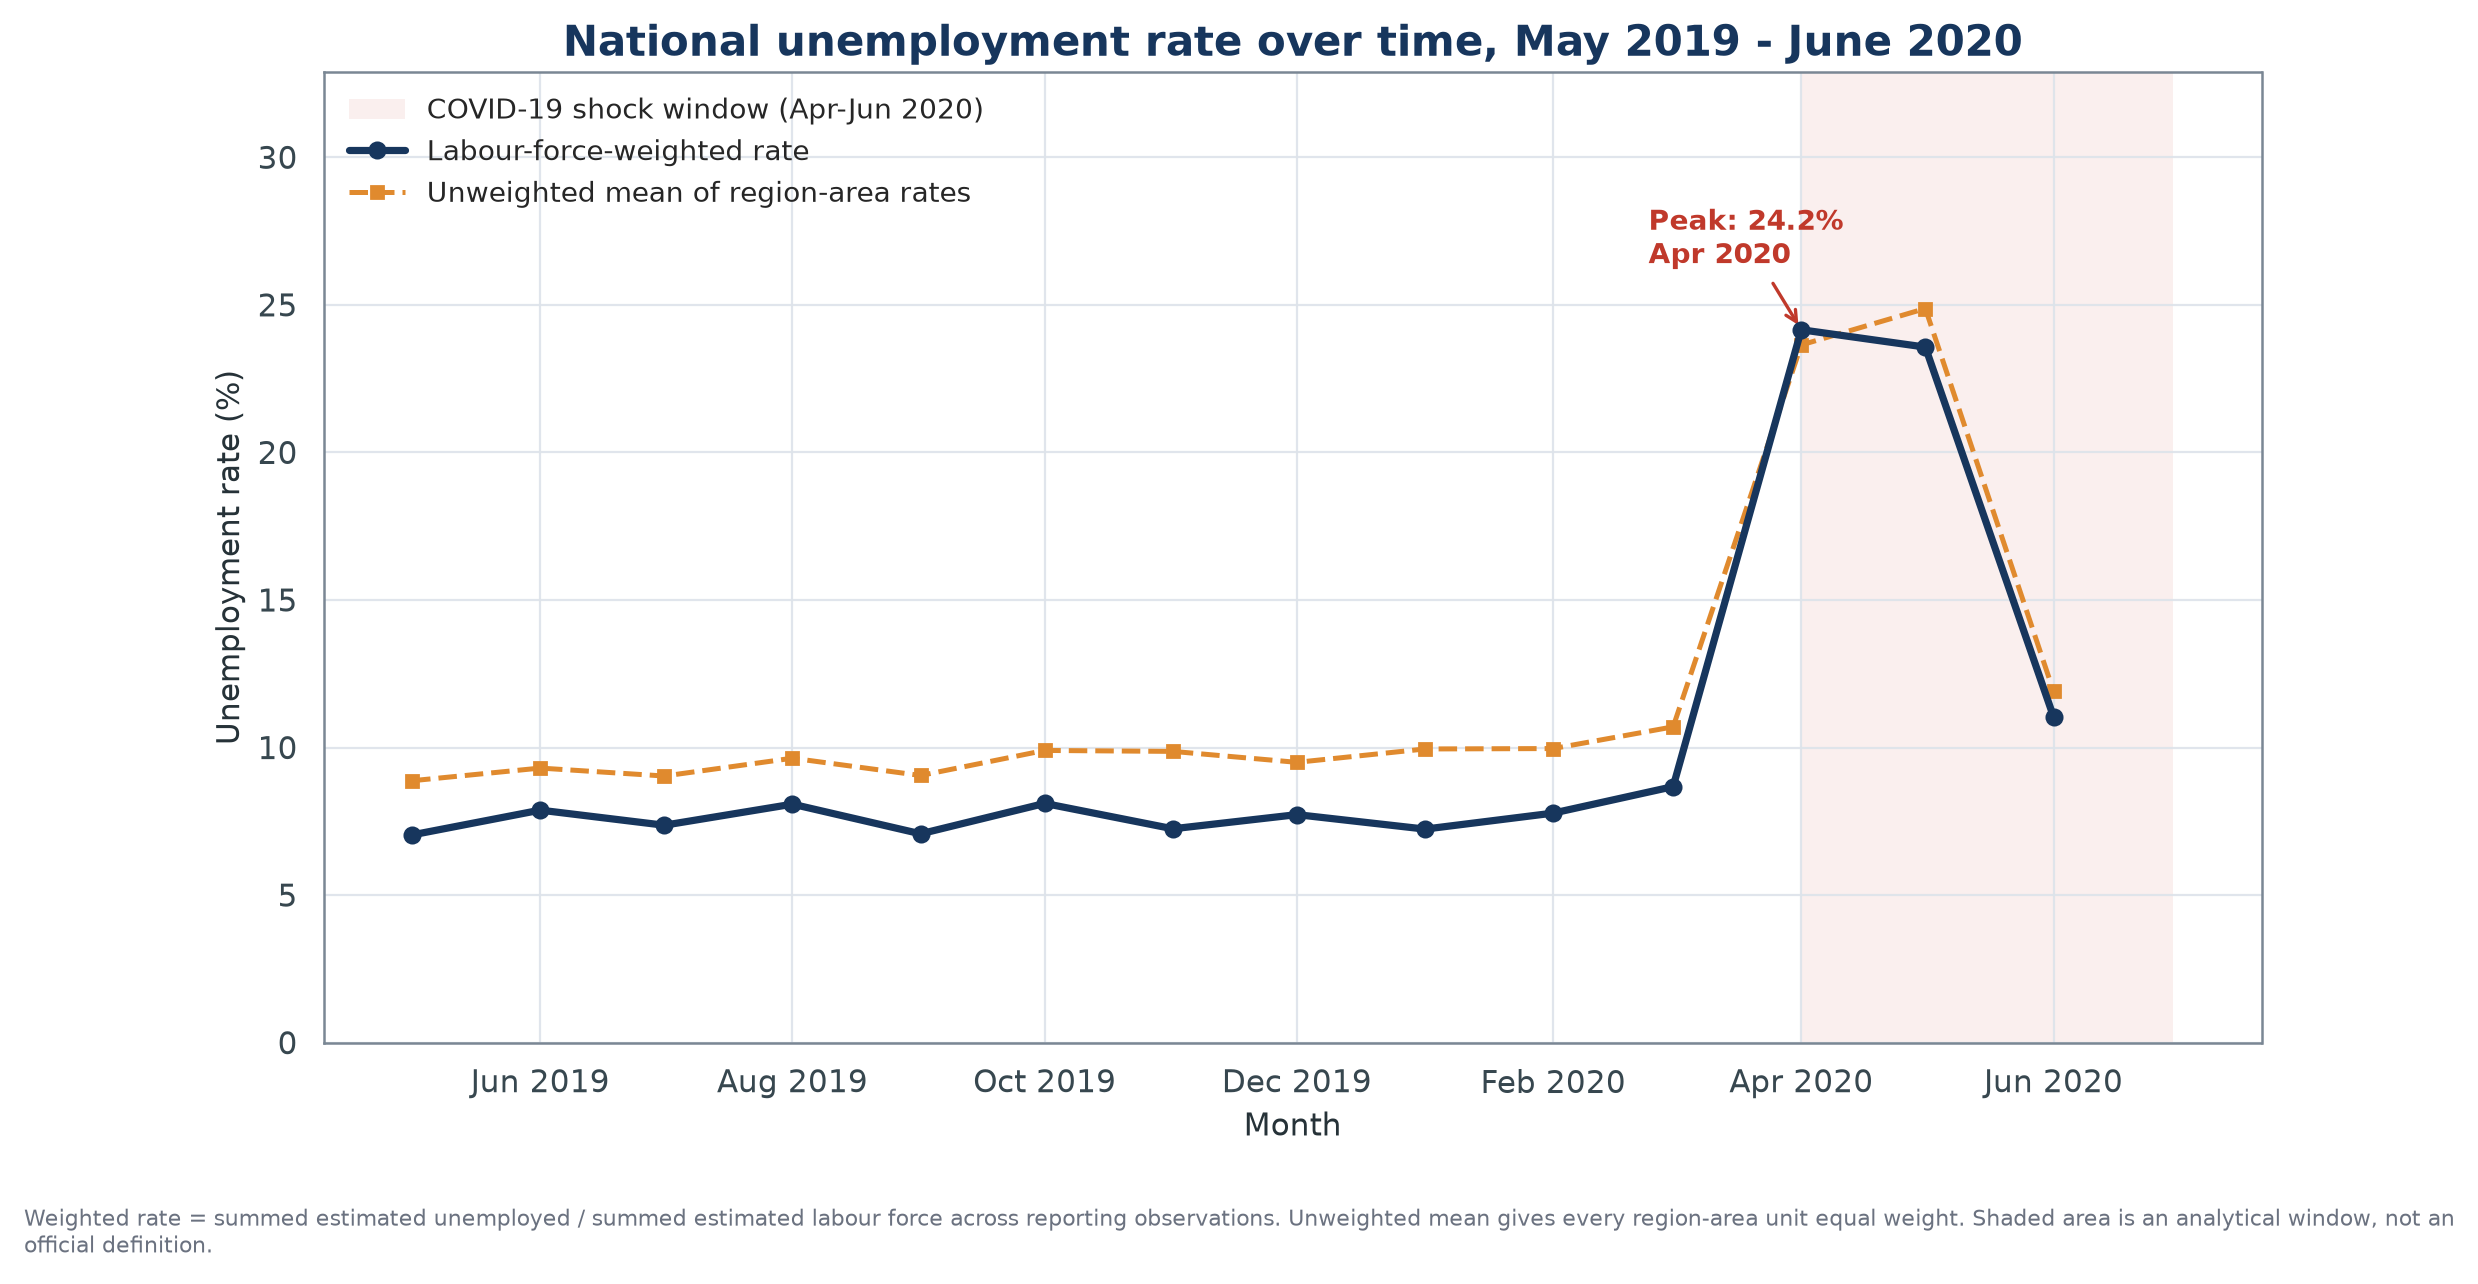 National unemployment rate over time, May 2019 - June 2020
COVID-19 shock window (Apr-Jun 2020)
Labour-force-weighted rate
Unweighted mean of region-area rates
Peak: 24.2%
Apr 2020
Unemployment rate (%)
30
25
20
15
10
5
0
Jun 2019
Aug 2019
Oct 2019
Dec 2019
Feb 2020
Apr 2020
Jun 2020
Month
Weighted rate = summed estimated unemployed / summed estimated labour force across reporting observations. Unweighted mean gives every region-area unit equal weight. Shaded area is an analytical window, not an
official definition.